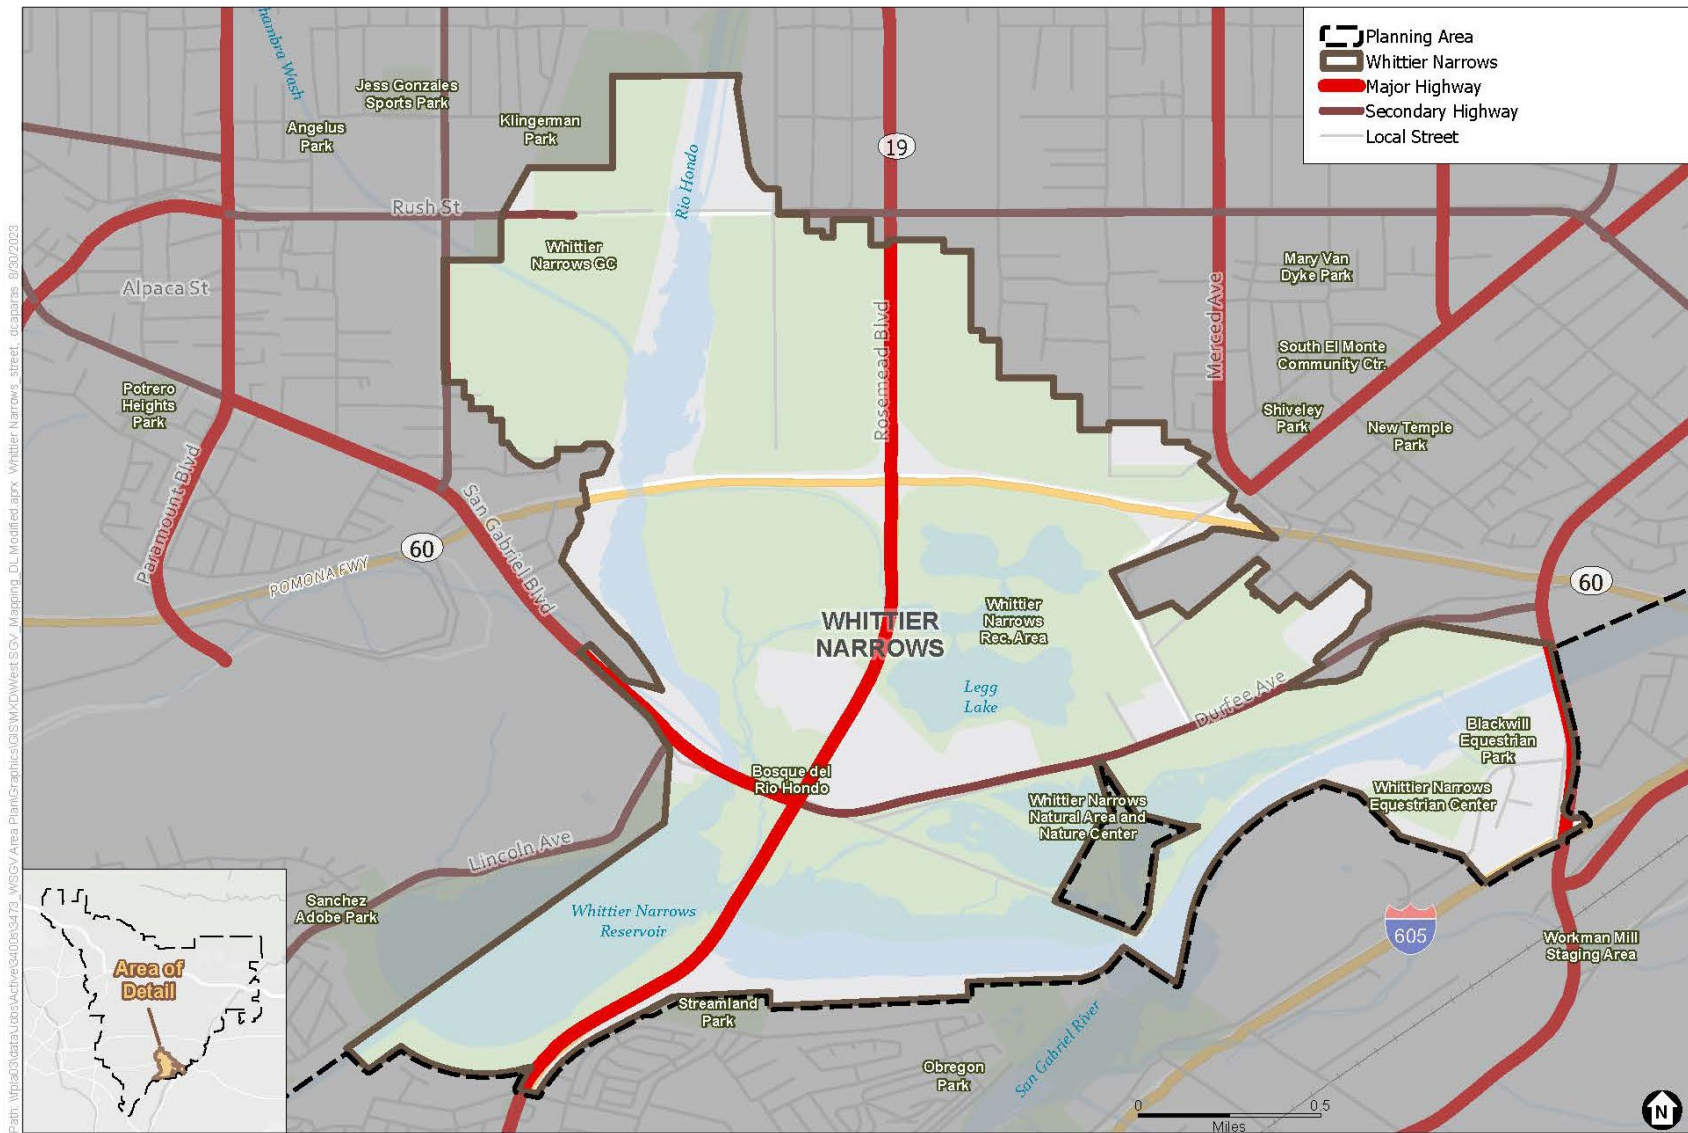 Planning Area
Whittier Narrows
Major Highway
Secondary Highway
Local Street
hambra Wash
Jess Gonzales
Sports Park
Angelus
Park
Klingerman
Park
19
Rio Hondo
Rush St
Whittier
Narrows GC
Alpaca St
Mary Van
Dyke Park
Merced Ave
Rosemead Blvd
South El Monte
Community Ctr.
Potrero
Heights
Park
Shiveley
Park
New Temple
Park
Paramount Blvd
San Gabriel Blvd
60
POMONA FWY
60
WHITTIER
NARROWS
Whittier
Narrows
Rec. Area
Legg
Lake
Durfee Ave
Blackwill
Equestrian
Park
Bosque del
Rio Hondo
Whittier Narrows
Natural Area and
Nature Center
Whittier Narrows
Equestrian Center
Lincoln Ave
Sanchez
Adobe Park
Whittier Narrows
Reservoir
605
Workman Mill
Staging Area
Area of
Detail
Streamland
Park
Obregon
Park
San Gabriel River
0 0.5
Miles
N